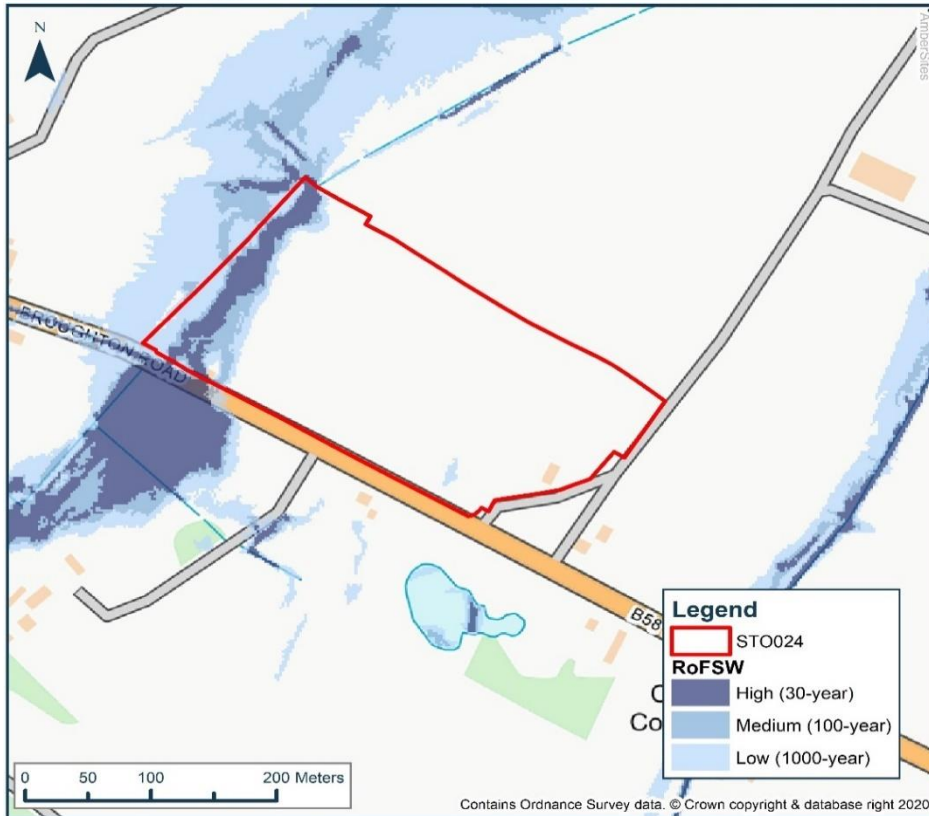 N
AmberSites
BROUGHTON ROAD
B58
C
Co
Legend
STO024
RoFSW
High (30-year)
Medium (100-year)
Low (1000-year)
0 50 100 200 Meters
Contains Ordnance Survey data. © Crown copyright & database right 2020